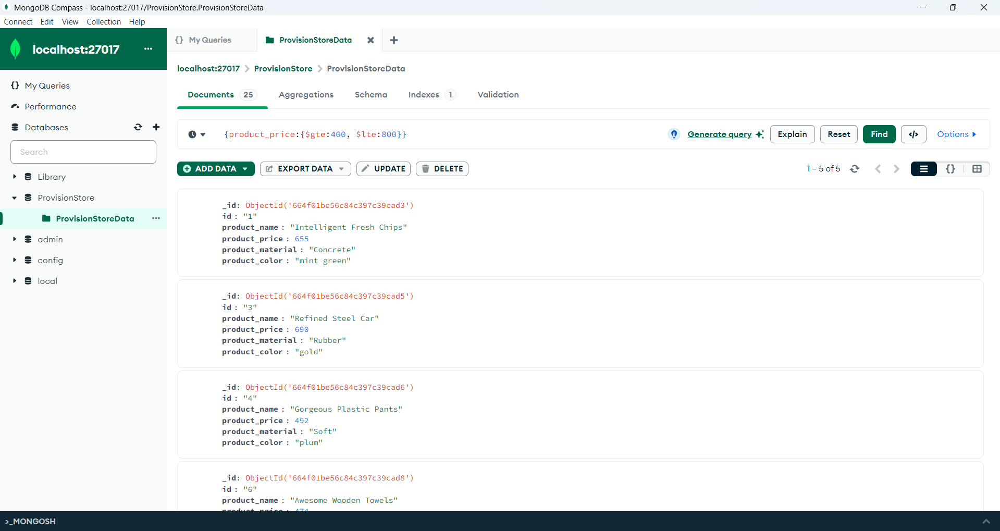 MongoDB Compass - localhost:27017/ProvisionStore.ProvisionStoreData
Connect Edit View Collection Help
localhost:27017
My Queries
ProvisionStoreData
localhost:27017 ProvisionStore ProvisionStoreData
My Queries
Performance
Databases
Search
Library
ProvisionStore
ProvisionStoreData
admin
config
local
Documents 25 Aggregations Schema Indexes 1 Validation
{product_price:{$gte:400, $lte:800}}
Generate query Explain Reset Find </> Options
ADD DATA EXPORT DATA UPDATE DELETE
1 – 5 of 5 {}
_id: ObjectId('664f01be56c84c397c39cad3')
id : "1"
product_name : "Intelligent Fresh Chips"
product_price : 655
product_material : "Concrete"
product_color : "mint green"
_id: ObjectId('664f01be56c84c397c39cad5')
id : "3"
product_name : "Refined Steel Car"
product_price : 690
product_material : "Rubber"
product_color : "gold"
_id: ObjectId('664f01be56c84c397c39cad6')
id : "4"
product_name : "Gorgeous Plastic Pants"
product_price : 492
product_material : "Soft"
product_color : "plum"
_id: ObjectId('664f01be56c84c397c39cad8')
id : "6"
product_name : "Awesome Wooden Towels"
product_price : 474
>_MONGOSH